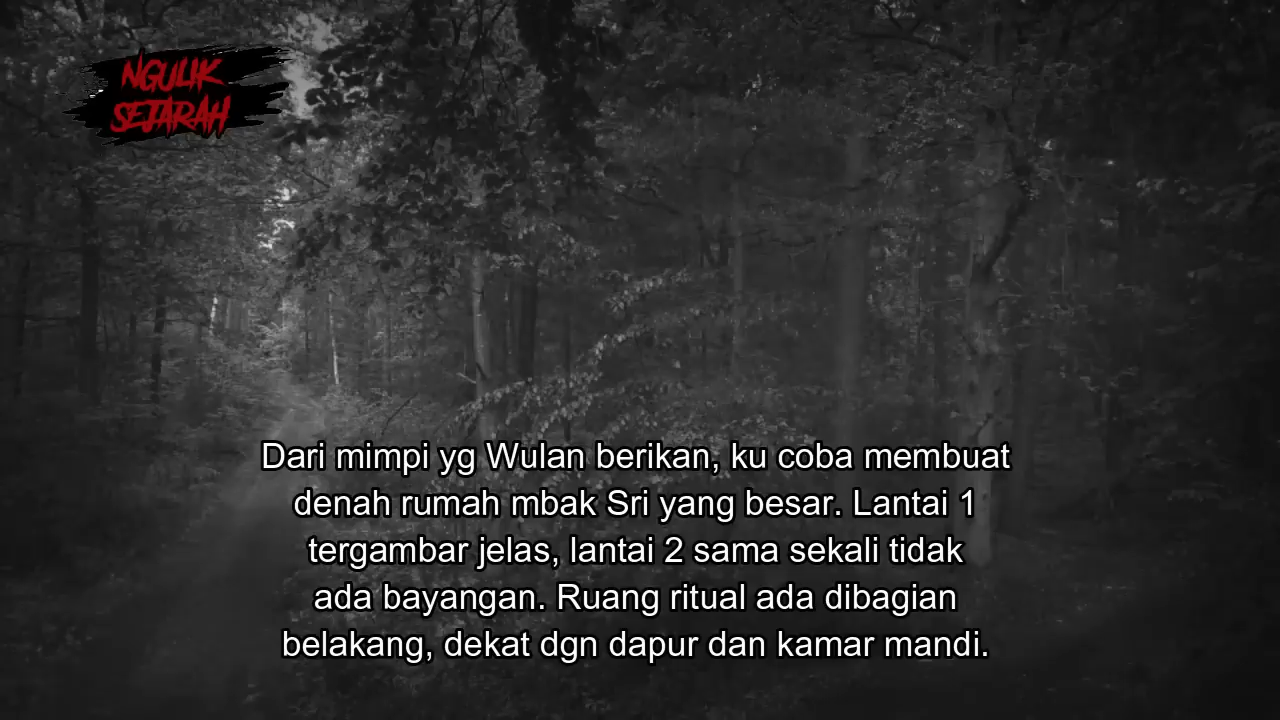 NGULIK
SEJARAH
Dari mimpi yg Wulan berikan, ku coba membuat
denah rumah mbak Sri yang besar. Lantai 1
tergambar jelas, lantai 2 sama sekali tidak
ada bayangan. Ruang ritual ada dibagian
belakang, dekat dgn dapur dan kamar mandi.